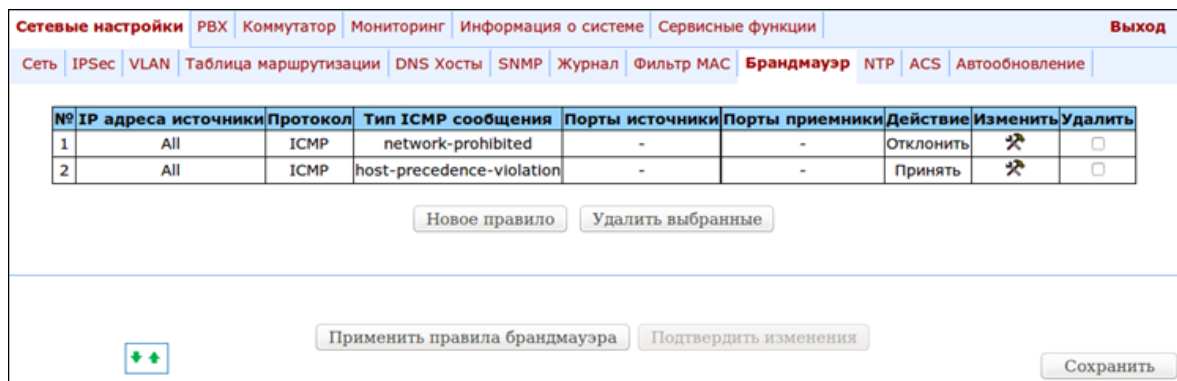 Сетевые настройки PBX Коммутатор Мониторинг Информация о системе Сервисные функции Выход
Сеть IPSec VLAN Таблица маршрутизации DNS Хосты SNMP Журнал Фильтр MAC Брандмауэр NTP ACS Автообновление
№ IP адреса источники Протокол Тип ICMP сообщения Порты источники Порты приемники Действие Изменить Удалить
1 All ICMP network-prohibited - - Отклонить
2 All ICMP host-precedence-violation - - Принять
Новое правило Удалить выбранные
Применить правила брандмауэра Подтвердить изменения
Сохранить